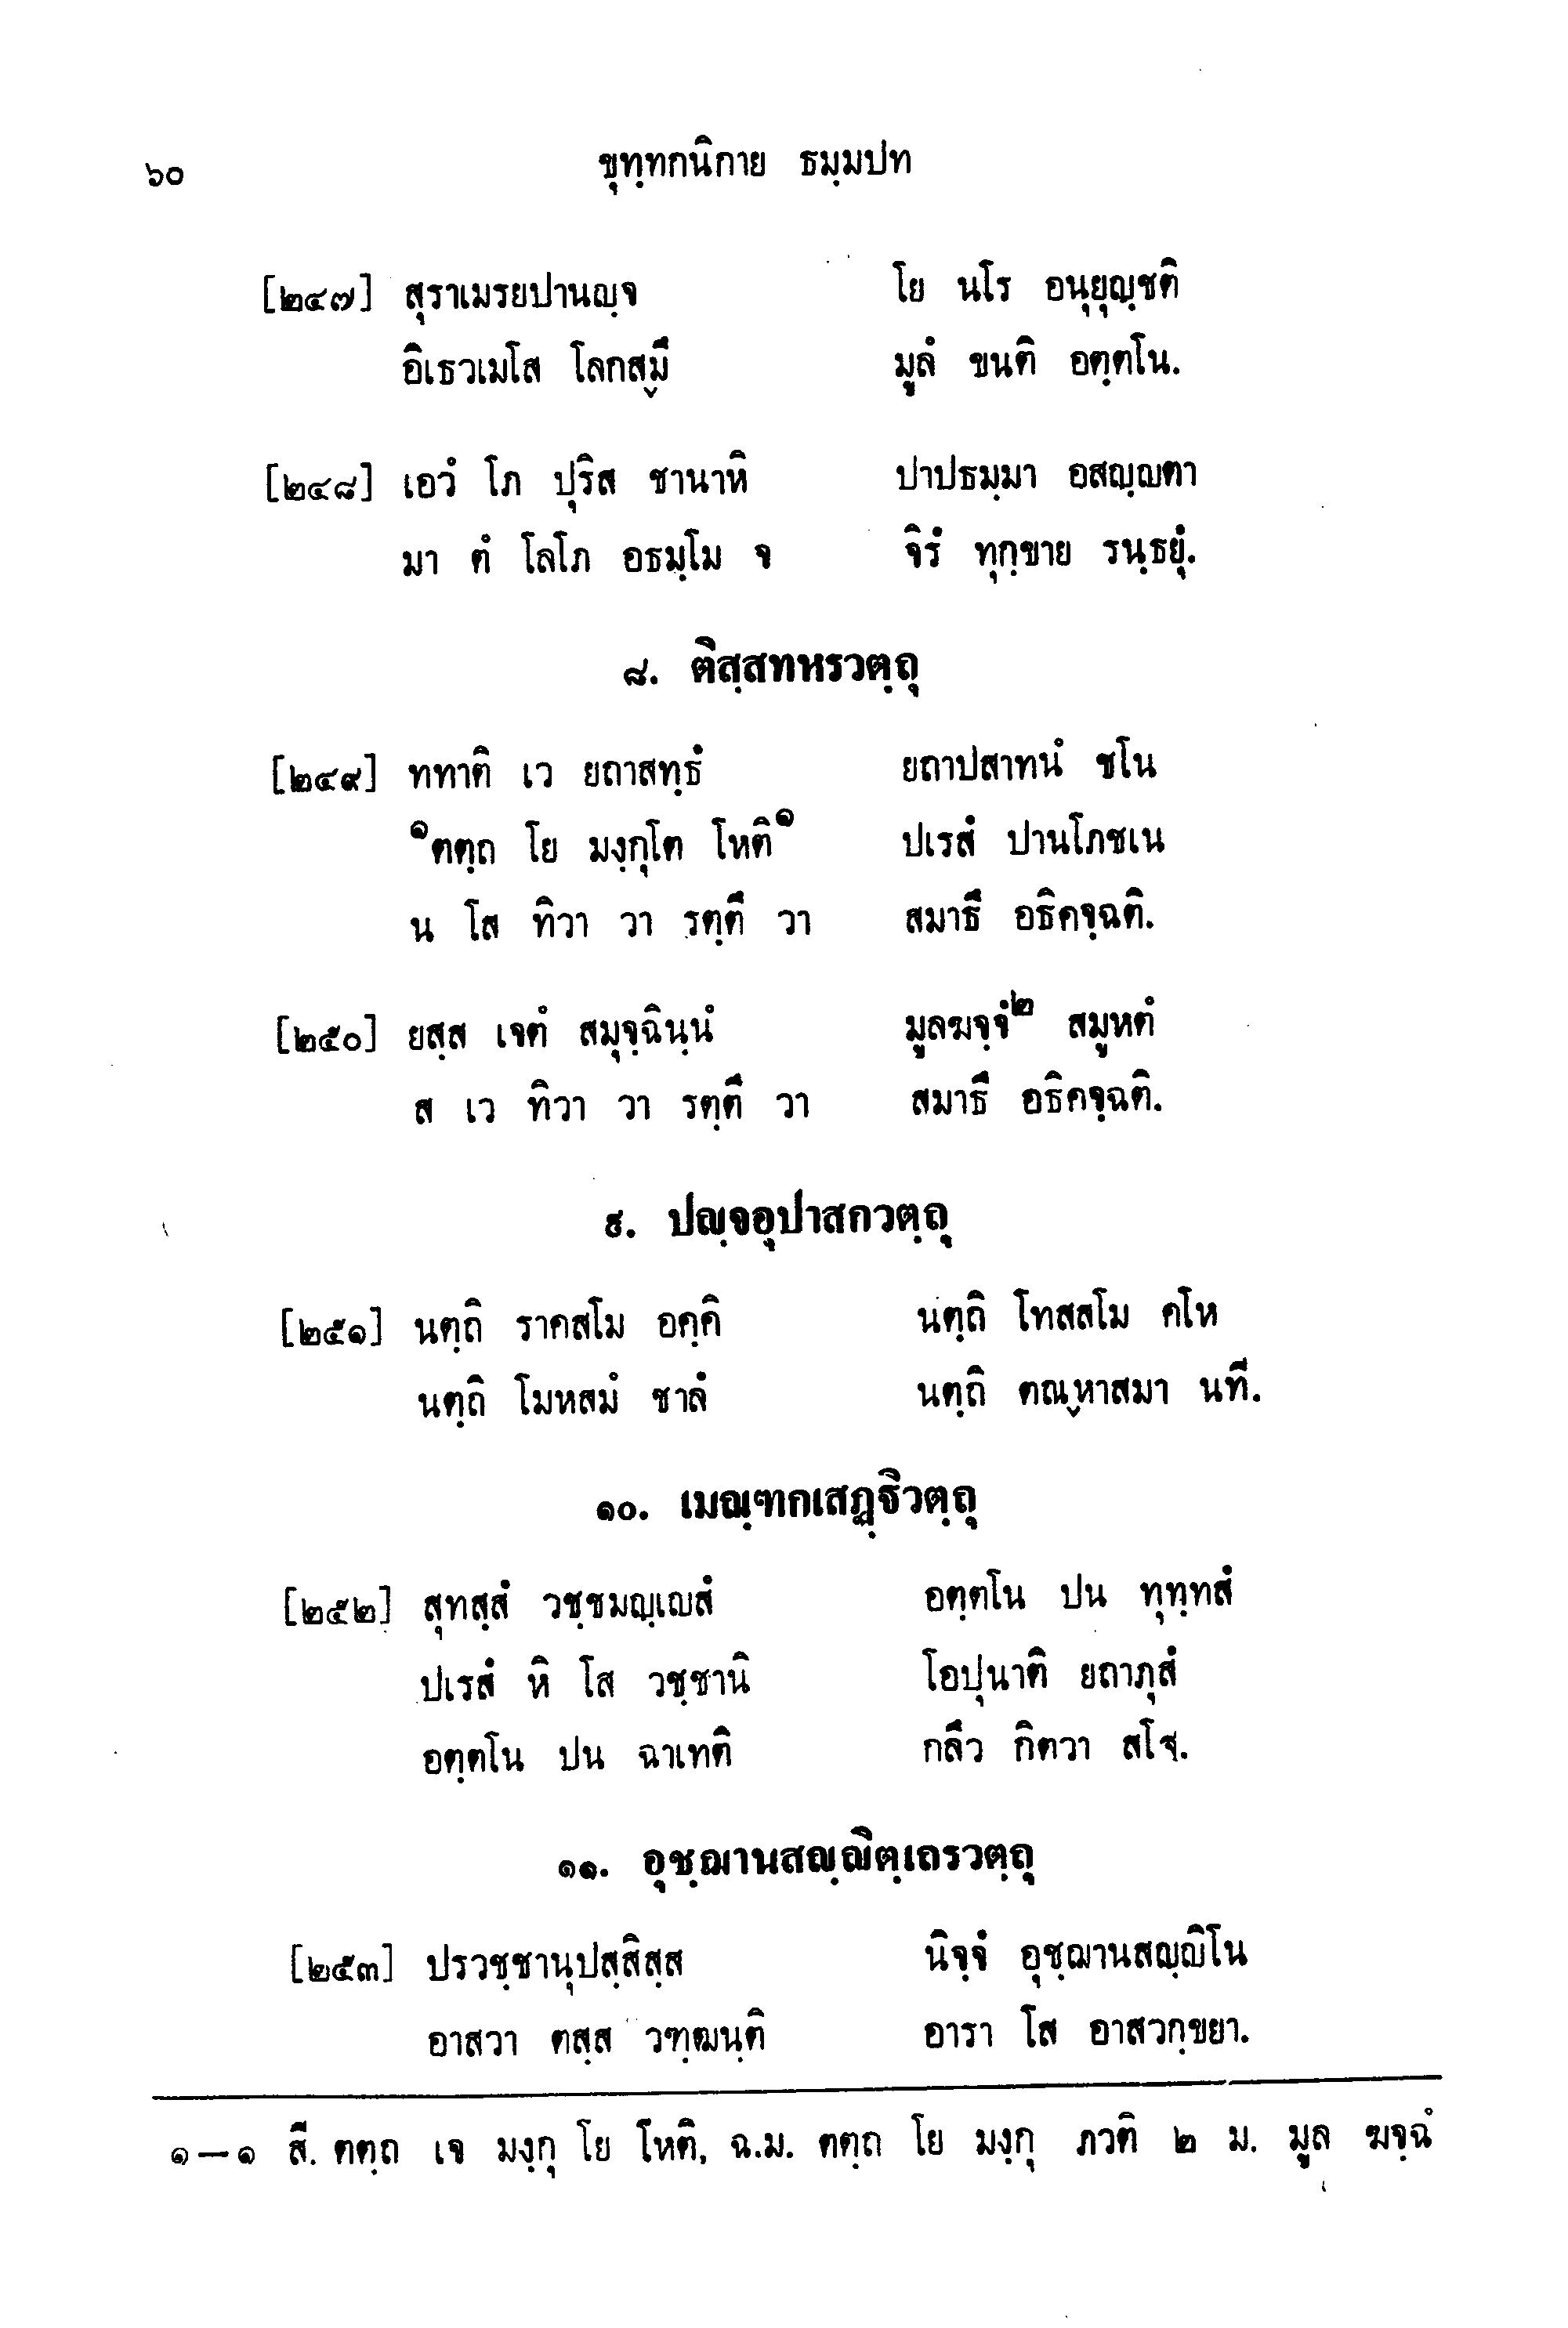 ๖๐ ขุทฺทกนิกาย ธมฺมปท
[๒๔๗] สุราเมรยปานญฺจ โย นโร อนุยุญฺชติ
อิเธวเมโส โลกสฺมึ มูลํ ขนติ อตฺตโน.
[๒๔๘] เอวํ โภ ปุริส ชานาหิ ปาปธมฺมา อสญฺญตา
มา ตํ โลโภ อธมฺโม จ จิรํ ทุกฺขาย รนฺธยุํ.
๘. ติสฺสทหรวตฺถุ
[๒๔๙] ททาติ เว ยถาสทฺธํ ยถาปสาทนํ ชโน
๑ตตฺถ โย มงฺกุโต โหติ๑ ปเรสํ ปานโภชเน
น โส ทิวา วา รตฺตึ วา สมาธึ อธิคจฺฉติ.
[๒๕๐] ยสฺส เจตํ สมุจฺฉินฺนํ มูลฆจฺจํ๒ สมูหตํ
ส เว ทิวา วา รตฺตึ วา สมาธึ อธิคจฺฉติ.
๙. ปญฺจอุปาสกวตฺถุ
[๒๕๑] นตฺถิ ราคสโม อคฺคิ นตฺถิ โทสสโม คโห
นตฺถิ โมหสมํ ชาลํ นตฺถิ ตณฺหาสมา นที.
๑๐. เมณฺฑกเสฏฺฐิวตฺถุ
[๒๕๒] สุทสฺสํ วชฺชมญฺเญสํ อตฺตโน ปน ทุทฺทสํ
ปเรสํ หิ โส วชฺชานิ โอปุนาติ ยถาภุสํ
อตฺตโน ปน ฉาเทติ กลึว กิตวา สโฐ.
๑๑. อุชฺฌานสญฺญิตฺเถรวตฺถุ
[๒๕๓] ปรวชฺชานุปสฺสิสฺส นิจฺจํ อุชฺฌานสญฺญิโน
อาสวา ตสฺส วฑฺฒนฺติ อารา โส อาสวกฺขยา.
๑—๑ สี. ตตฺถ เจ มงฺกุ โย โหติ, ฉ.ม. ตตฺถ โย มงฺกุ ภวติ ๒ ม. มูล ฆจฺฉํ